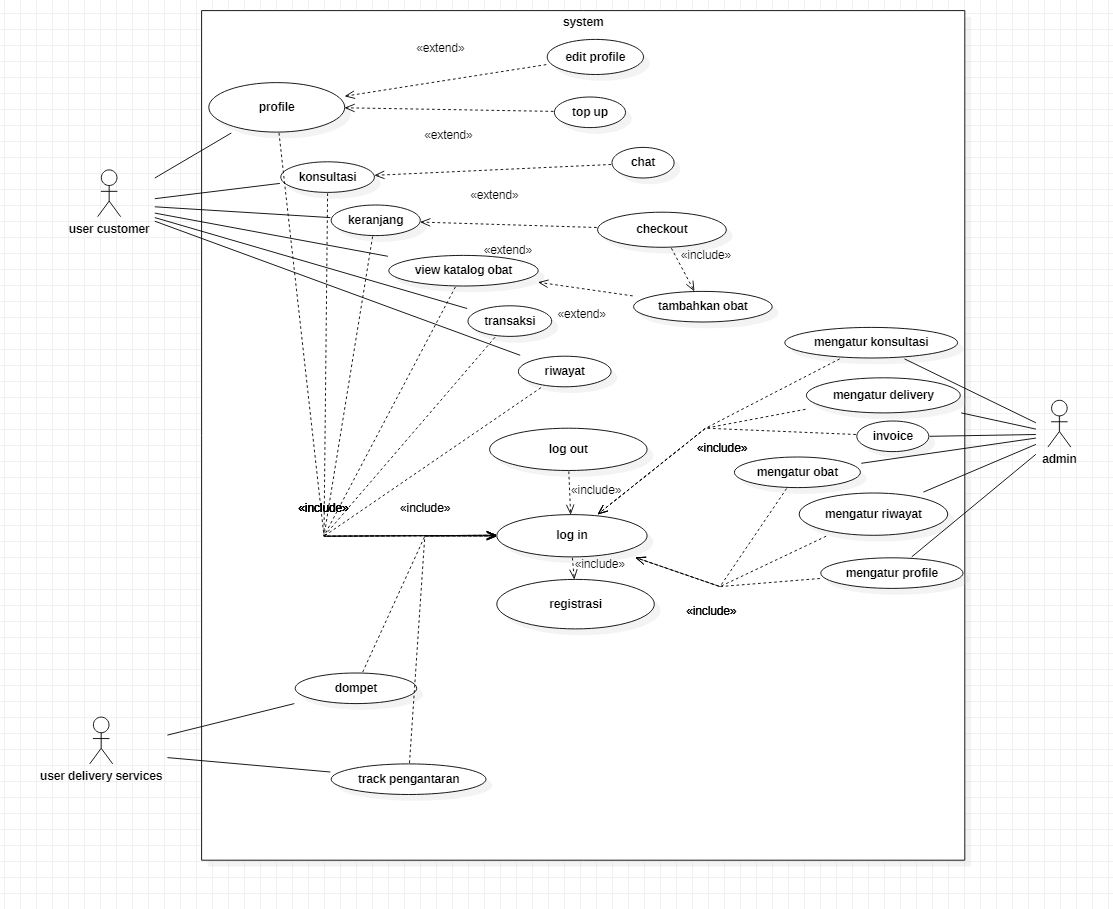 system
«extend»
edit profile
profile
top up
«extend»
chat
konsultasi
«extend»
keranjang
checkout
user customer
«extend»
«include»
view katalog obat
tambahkan obat
transaksi
«extend»
mengatur konsultasi
riwayat
mengatur delivery
invoice
log out
«include»
admin
mengatur obat
«include»
«include»
«include»
mengatur riwayat
log in
«include»
mengatur profile
registrasi
«include»
dompet
user delivery services
track pengantaran